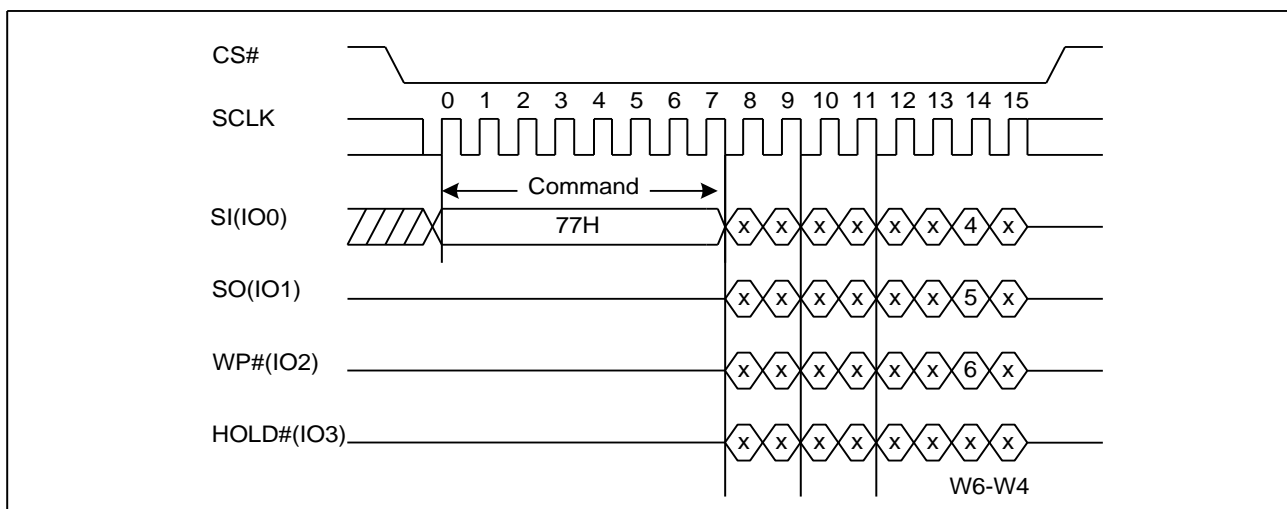 CS#
0 1 2 3 4 5 6 7 8 9 10 11 12 13 14 15
SCLK
Command
SI(IO0) 77H x x x x x x 4 x
SO(IO1) x x x x x x 5 x
WP#(IO2) x x x x x x 6 x
HOLD#(IO3) x x x x x x x x
W6-W4